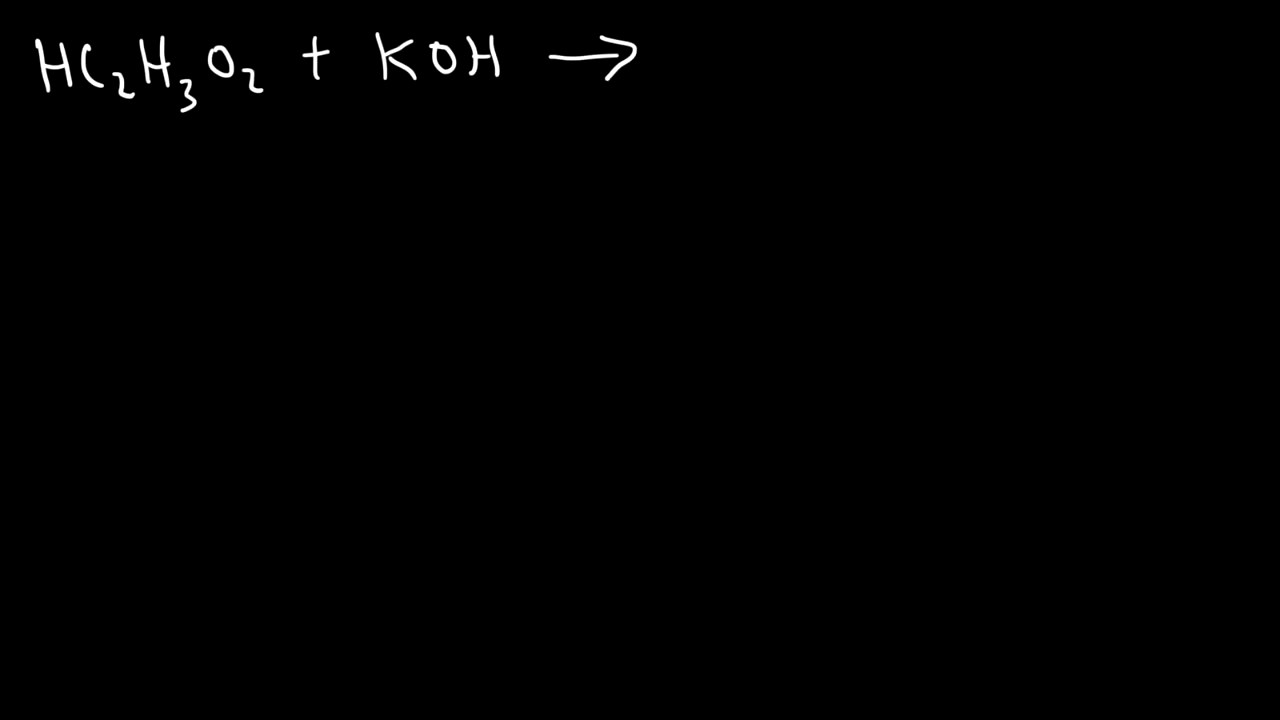 HC₂H₃O₂ + KOH →